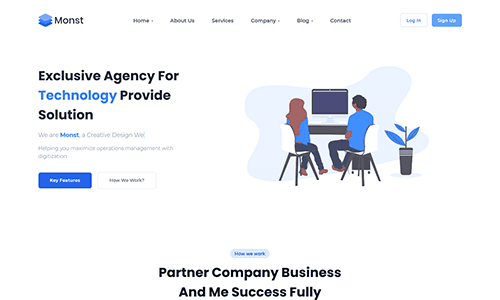 Monst
Home About Us Services Company Blog Contact
Log In Sign Up
Exclusive Agency For
Technology Provide
Solution
We are Monst, a Creative Design We
Helping you maximize operations management with
digitization
Key Features How We Work?
How we work
Partner Company Business
And Me Success Fully